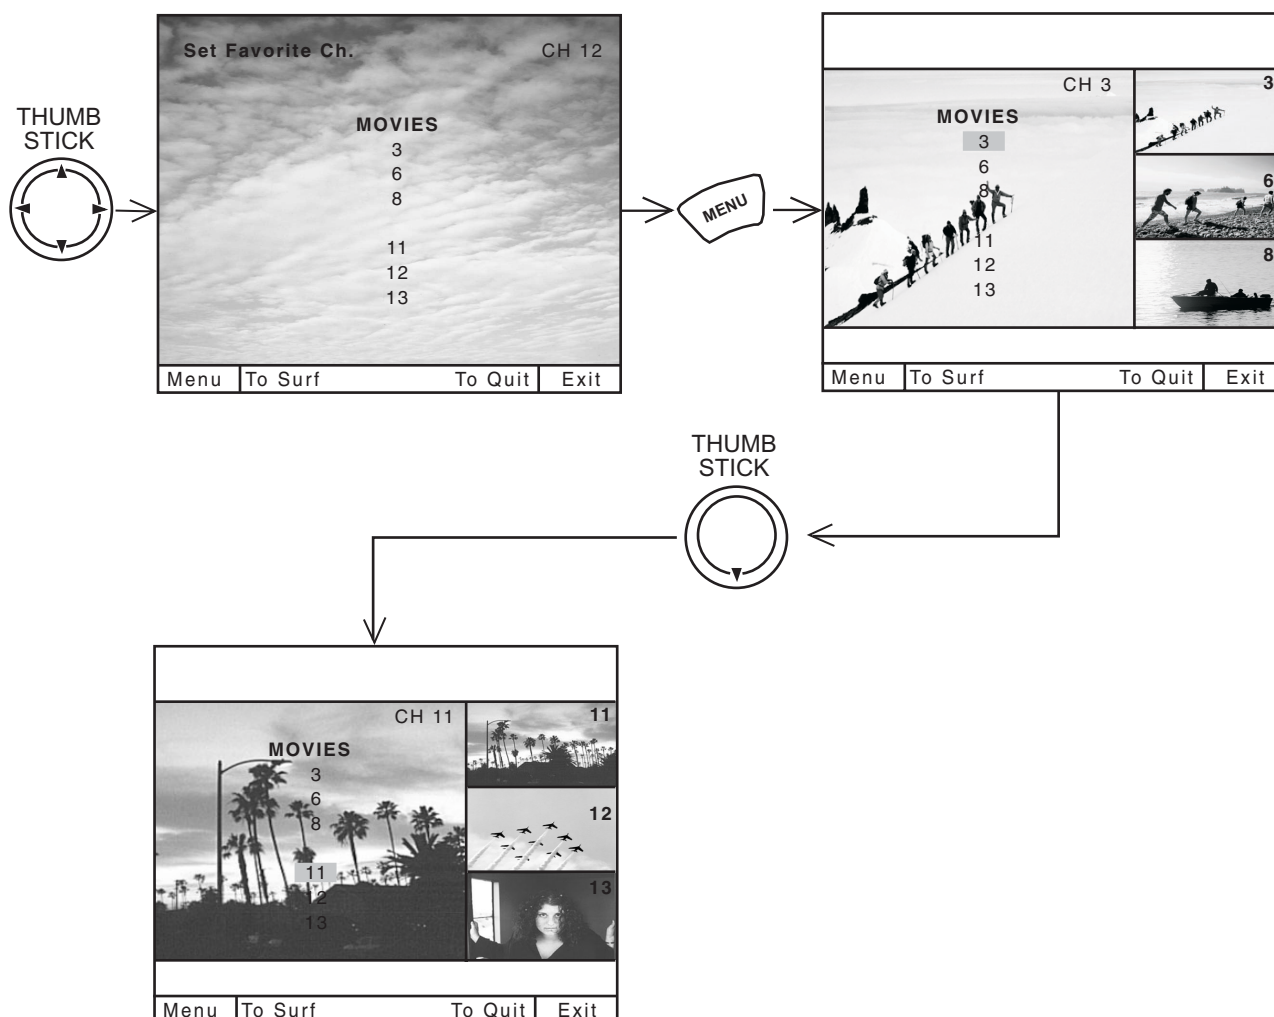 THUMB
STICK
Set Favorite Ch. CH 12
MOVIES
3
6
8
11
12
13
Menu To Surf To Quit Exit
MENU
CH 3
MOVIES
3
6
8
11
12
13
3
6
8
Menu To Surf To Quit Exit
THUMB
STICK
CH 11
MOVIES
3
6
8
11
12
13
11
12
13
Menu To Surf To Quit Exit